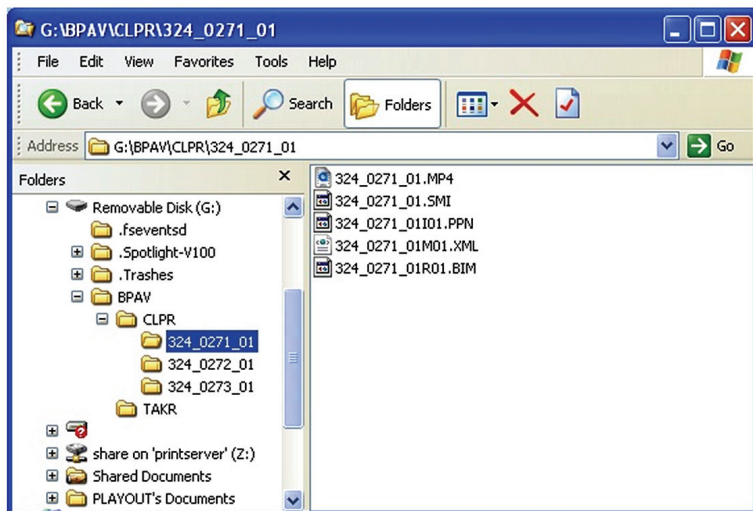 G:\BPAV\CLPR\324_0271_01
File Edit View Favorites Tools Help
Back Search Folders
Address G:\BPAV\CLPR\324_0271_01 Go
Folders
Removable Disk (G:)
.fseventsd
.Spotlight-V100
.Trashes
BPAV
CLPR
324_0271_01
324_0272_01
324_0273_01
TAKR
share on 'printserver' (Z:)
Shared Documents
PLAYOUT's Documents
324_0271_01.MP4
324_0271_01.SMI
324_0271_01I01.PPN
324_0271_01M01.XML
324_0271_01R01.BIM